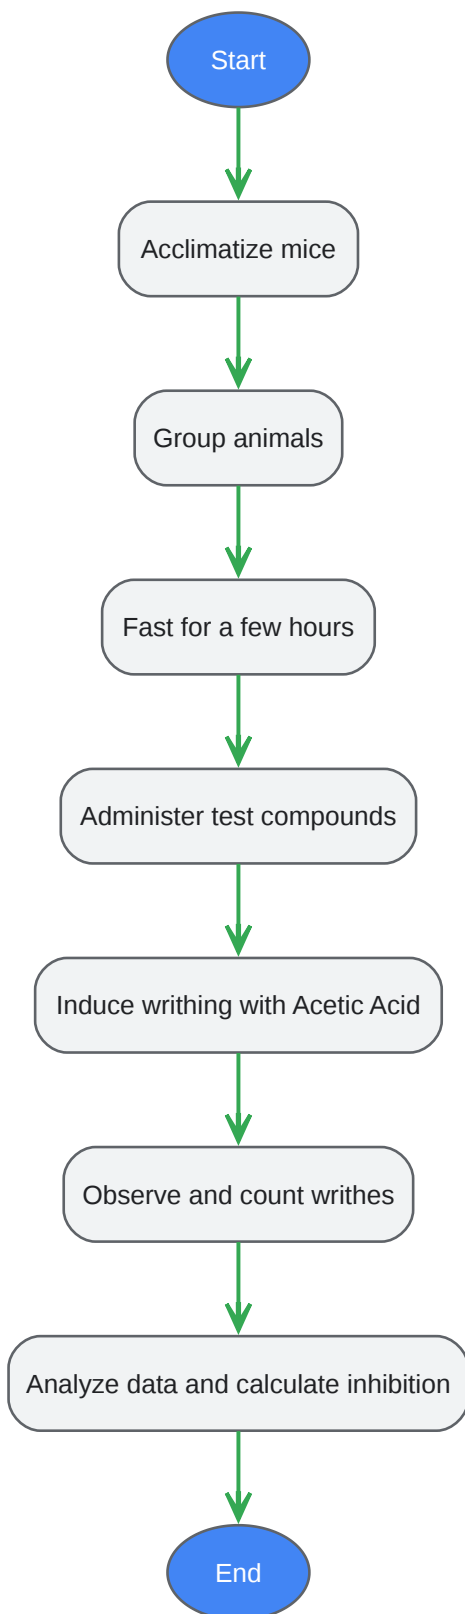 Start
Acclimatize mice
Group animals
Fast for a few hours
Administer test compounds
Induce writhing with Acetic Acid
Observe and count writhes
Analyze data and calculate inhibition
End